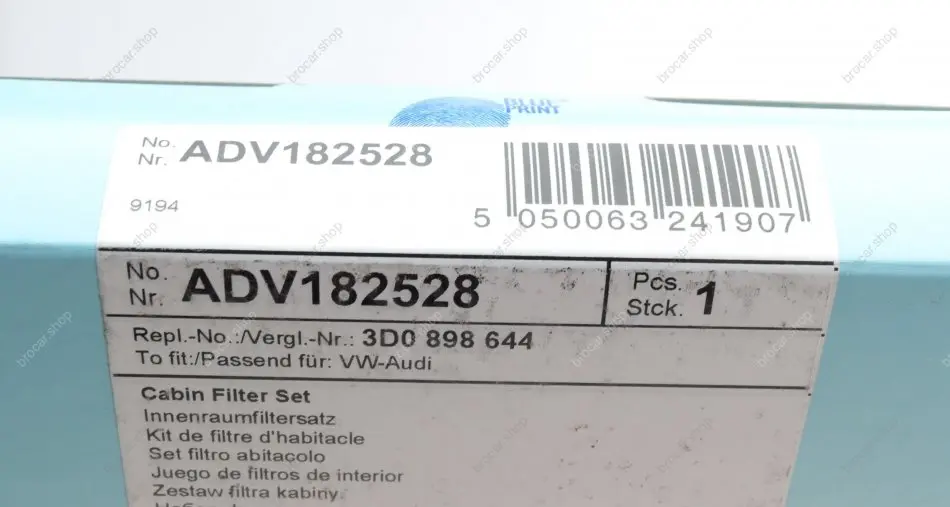 BLUE
PRINT
No.
Nr. ADV182528
9194
5 050063 241907
No.
Nr. ADV182528
Pcs.
Stck. 1
Repl.-No.:/Vergl.-Nr.: 3D0 898 644
To fit:/Passend für: VW-Audi
Cabin Filter Set
Innenraumfiltersatz
Kit de filtre d'habitacle
Set filtro abitacolo
Juego de filtros de interior
Zestaw filtra kabiny
brocar.shop